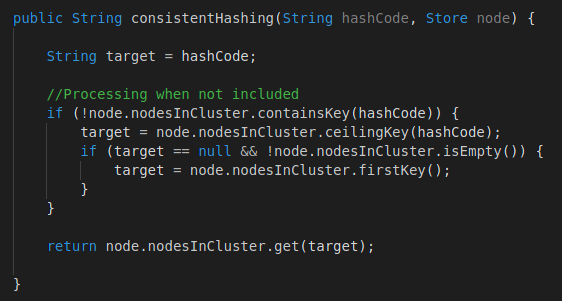 public String consistentHashing(String hashCode, Store node) {
String target = hashCode;
//Processing when not included
if (!node.nodesInCluster.containsKey(hashCode)) {
target = node.nodesInCluster.ceilingKey(hashCode);
if (target == null && !node.nodesInCluster.isEmpty()) {
target = node.nodesInCluster.firstKey();
}
}
return node.nodesInCluster.get(target);
}